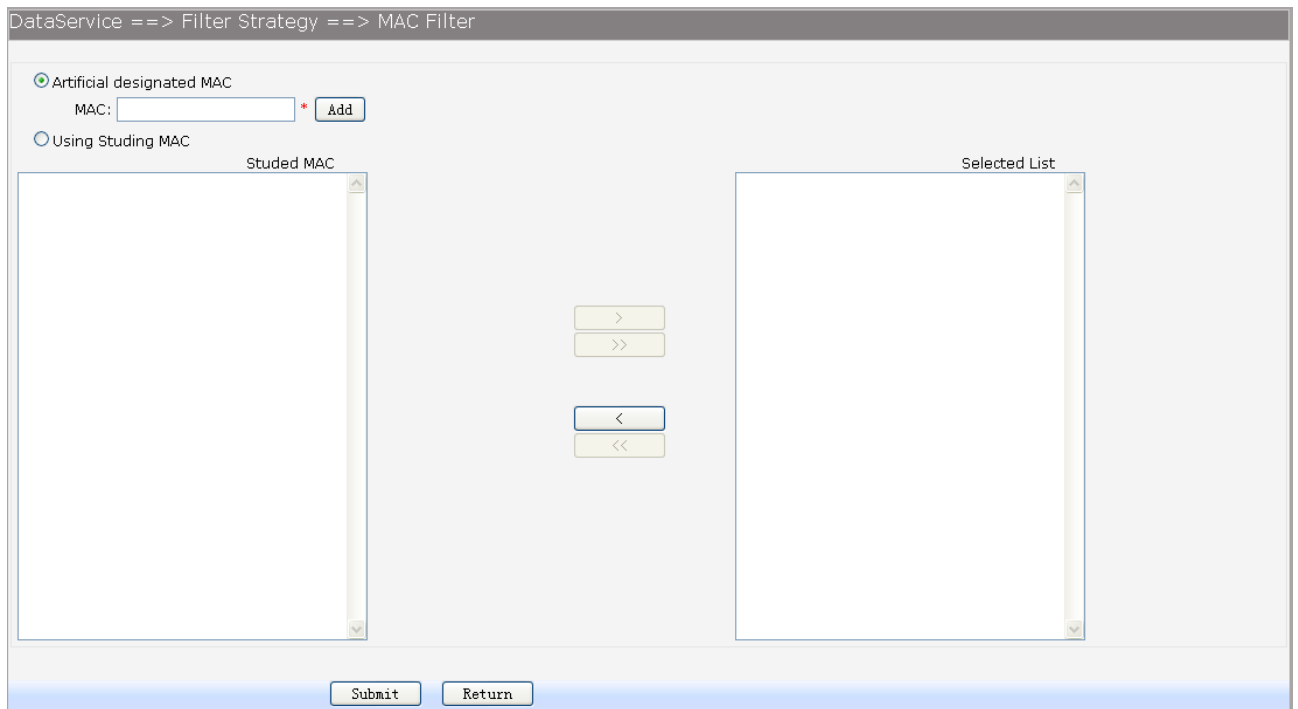 DataService ==> Filter Strategy ==> MAC Filter
Artificial designated MAC
MAC: * Add
Using Studing MAC
Studed MAC Selected List
>
>>
<
<<
Submit Return